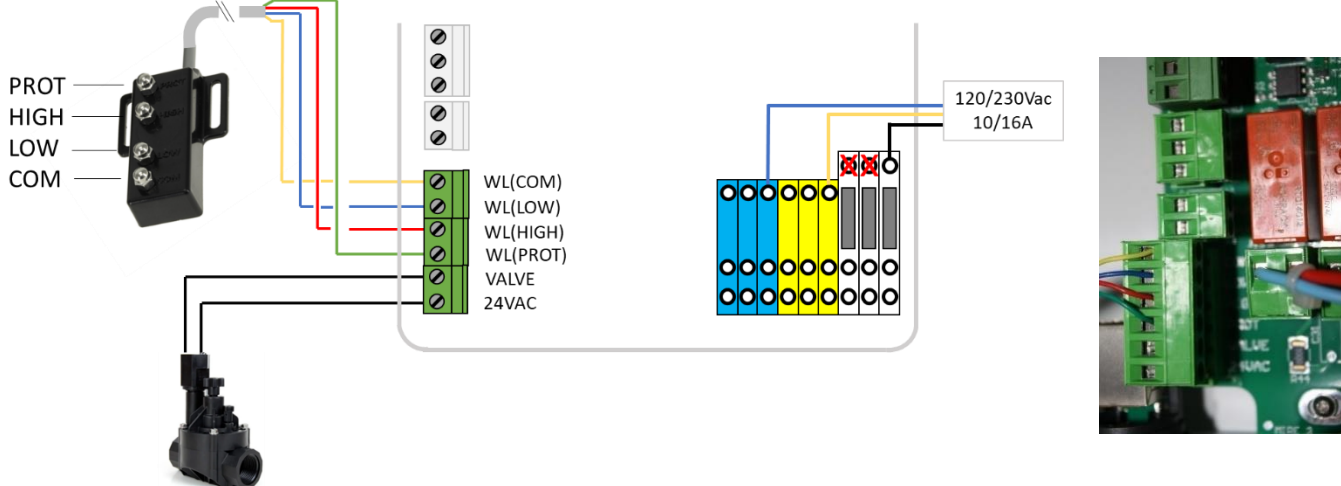 PROT
HIGH
LOW
COM
WL(COM)
WL(LOW)
WL(HIGH)
WL(PROT)
VALVE
24VAC
120/230Vac
10/16A